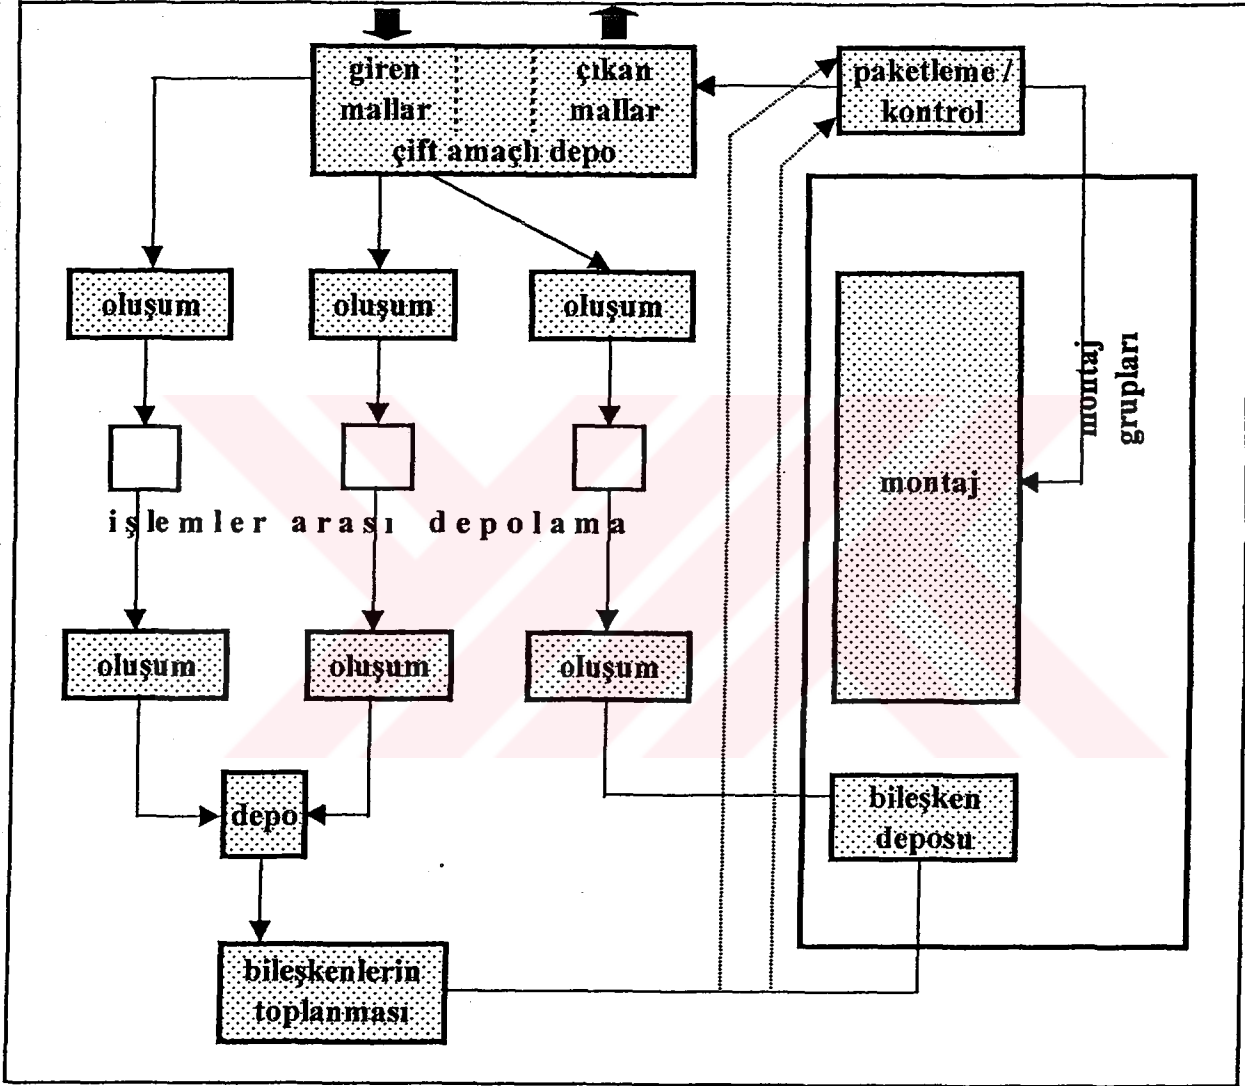 giren
mallar
çıkan
mallar
çift amaçlı depo
paketleme /
kontrol
oluşum
oluşum
oluşum
montaj
grupları
montaj
işlemler arası depolama
oluşum
oluşum
oluşum
depo
bileşken
deposu
bileşkenlerin
toplanması